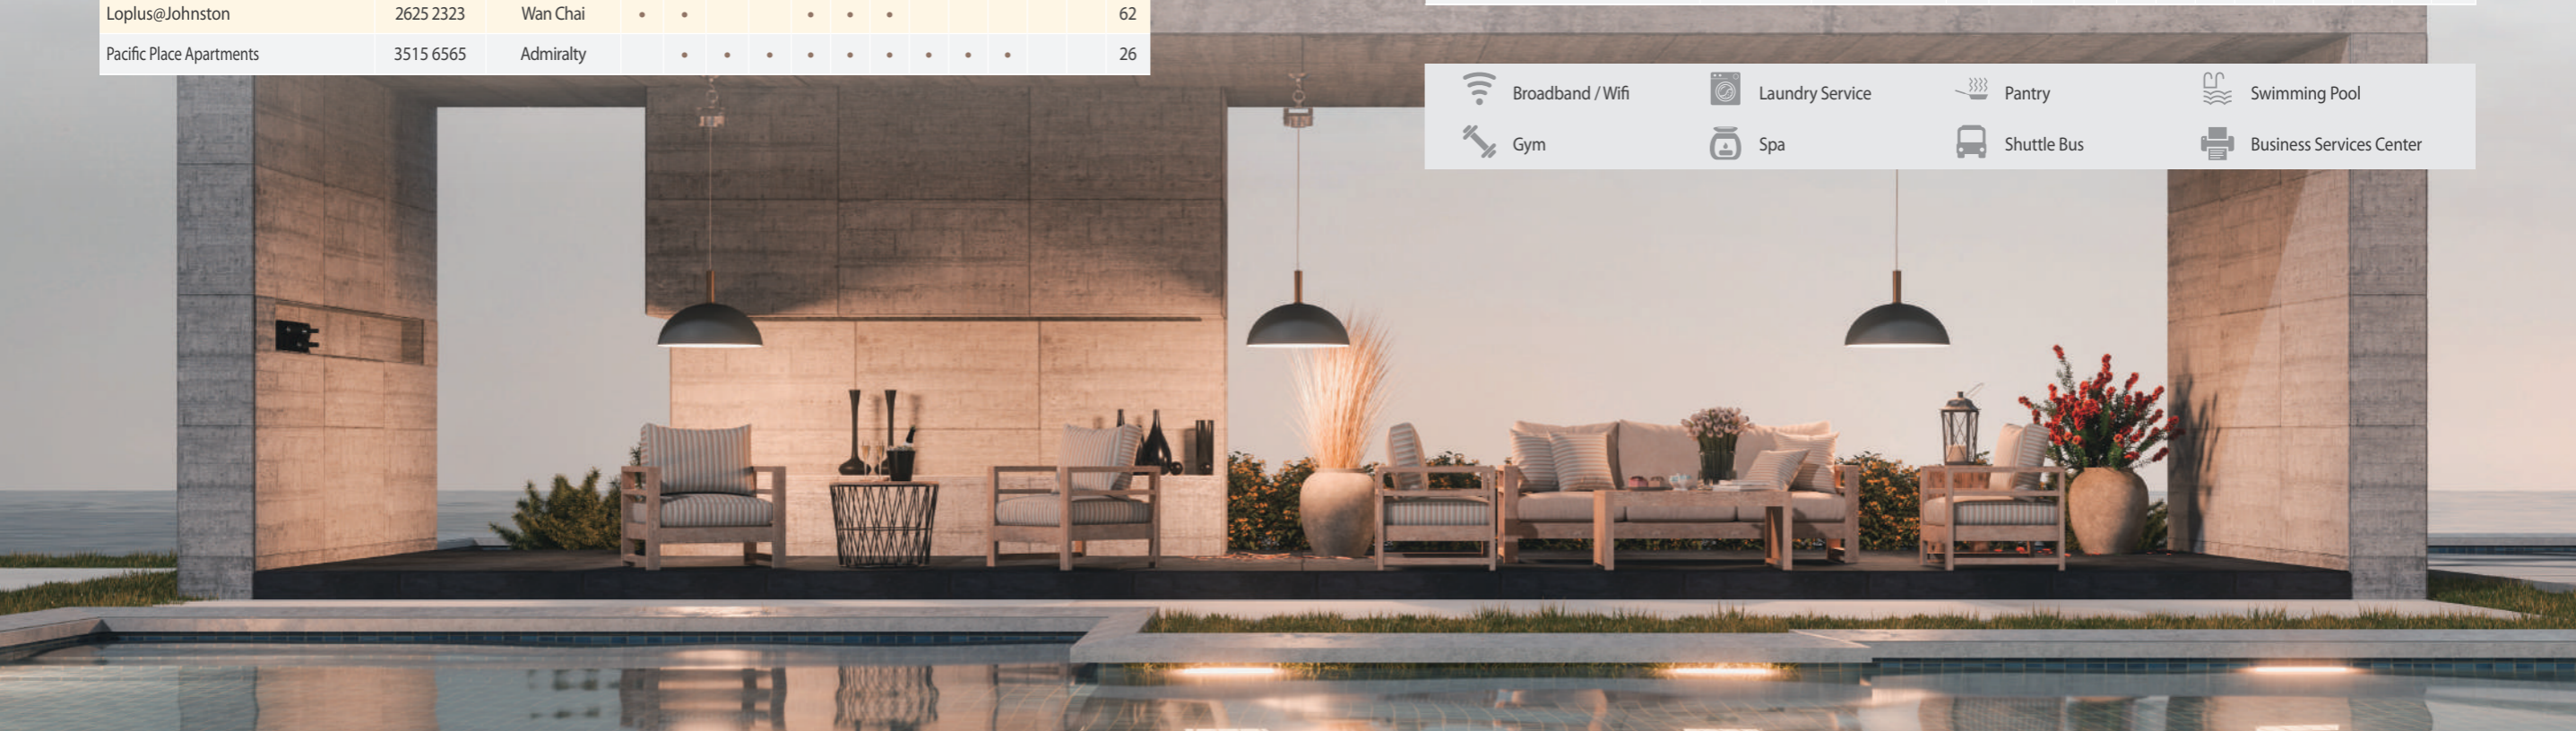 Loplus@Johnston 2625 2323 Wan Chai • • • • • 62
Pacific Place Apartments 3515 6565 Admiralty • • • • • • • • • 26
Broadband / Wifi Laundry Service Pantry Swimming Pool
Gym Spa Shuttle Bus Business Services Center